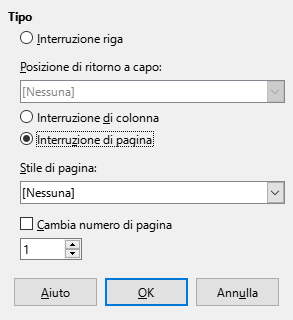 Tipo
Interruzione riga
Posizione di ritorno a capo:
[Nessuna]
Interruzione di colonna
Interruzione di pagina
Stile di pagina:
[Nessuna]
Cambia numero di pagina
1
Aiuto OK Annulla